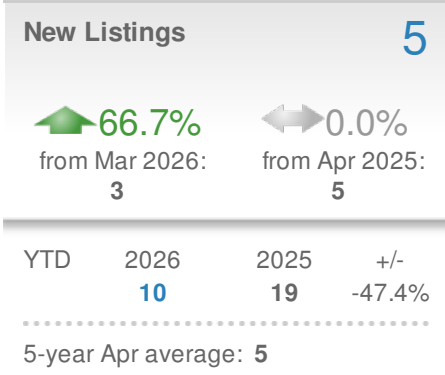 New Listings 5
66.7% 0.0%
from Mar 2026: from Apr 2025:
3 5
YTD 2026 2025 +/-
10 19 -47.4%
5-year Apr average: 5